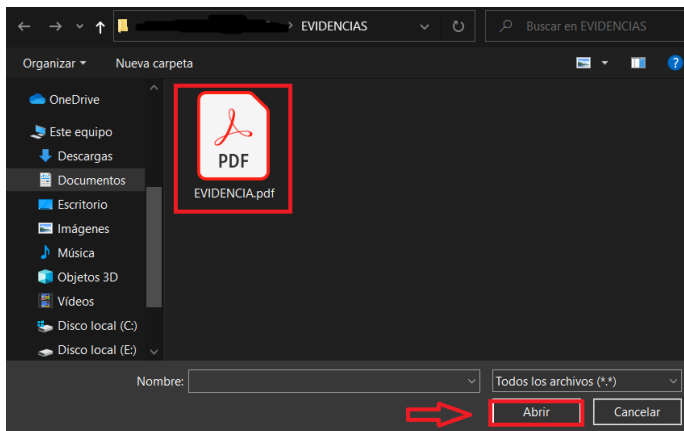 EVIDENCIAS
Buscar en EVIDENCIAS
Organizar
Nueva carpeta
?
OneDrive
Este equipo
Descargas
Documentos
Escritorio
Imágenes
Música
Objetos 3D
Vídeos
Disco local (C:)
Disco local (E:)
PDF
EVIDENCIA.pdf
Nombre:
Todos los archivos (*.*)
Abrir
Cancelar